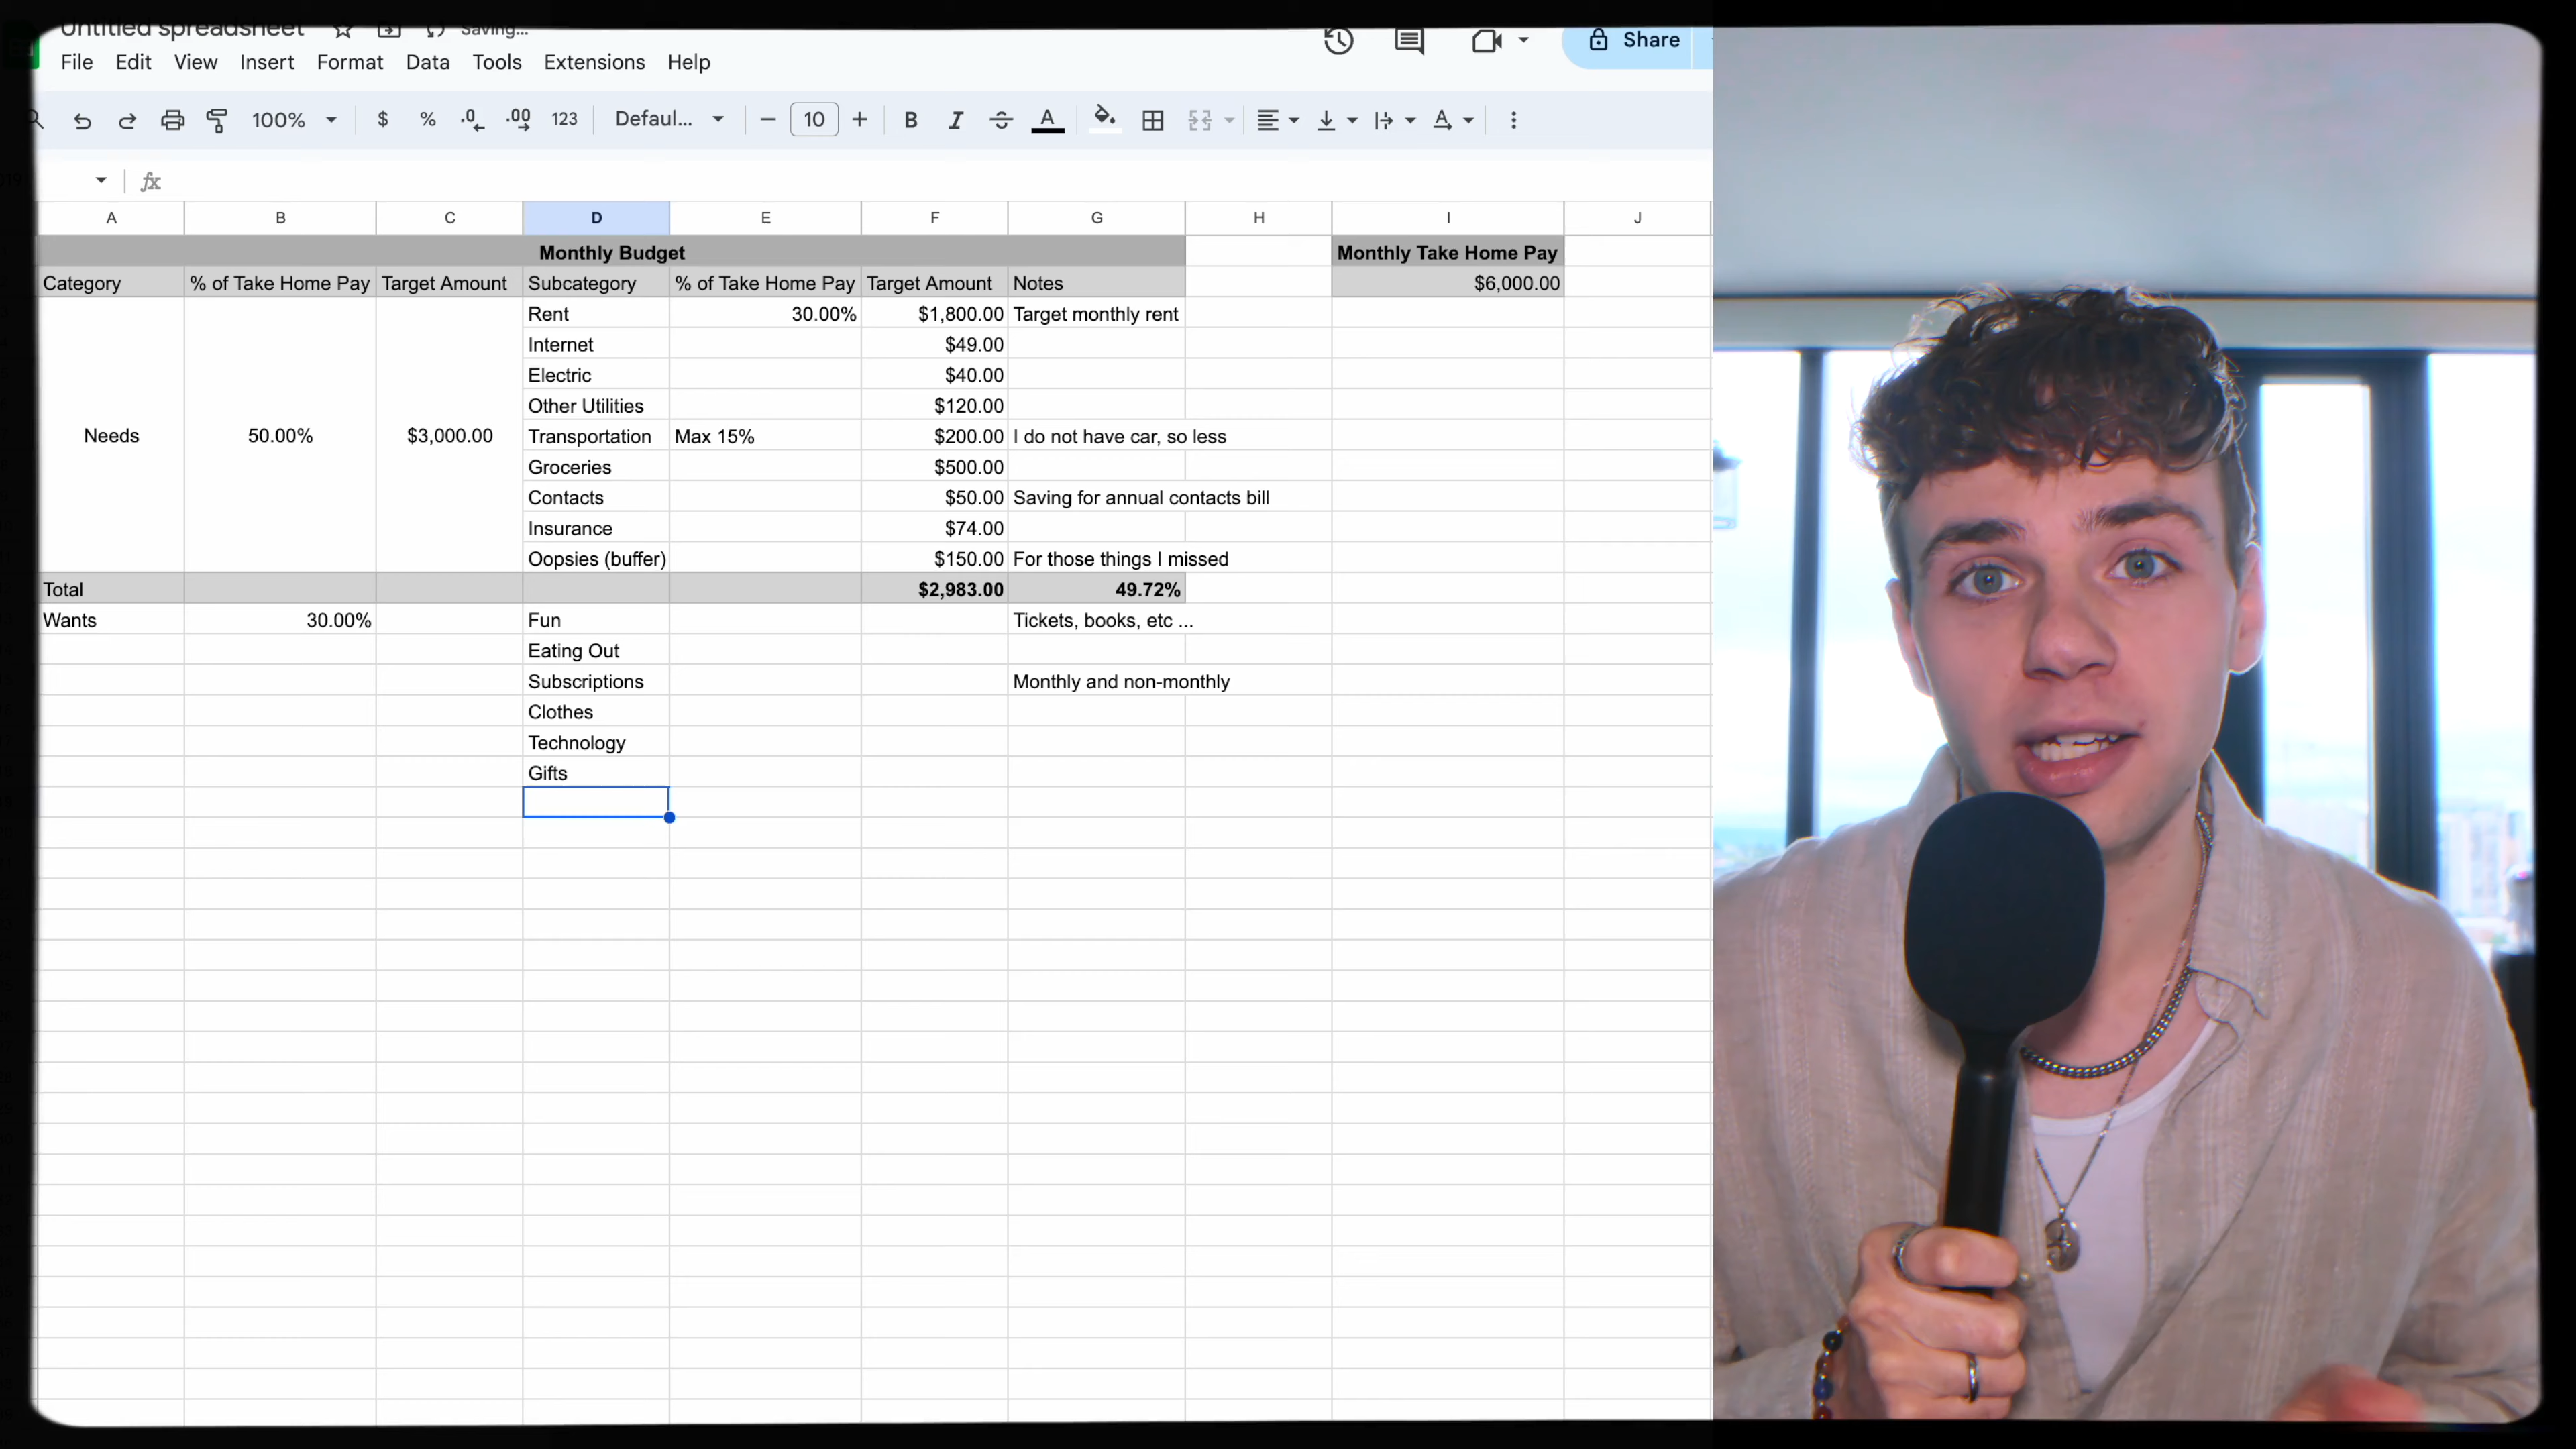 Untitled spreadsheet Saving...
File Edit View Insert Format Data Tools Extensions Help
Share
100% $ % .0 .00 123 Defaul... 10 B I A A
fx
A B C D E F G H I J
Monthly Budget Monthly Take Home Pay
Category % of Take Home Pay Target Amount Subcategory % of Take Home Pay Target Amount Notes $6,000.00
Rent 30.00% $1,800.00 Target monthly rent
Internet $49.00
Electric $40.00
Other Utilities $120.00
Needs 50.00% $3,000.00 Transportation Max 15% $200.00 I do not have car, so less
Groceries $500.00
Contacts $50.00 Saving for annual contacts bill
Insurance $74.00
Oopsies (buffer) $150.00 For those things I missed
Total $2,983.00 49.72%
Wants 30.00% Fun Tickets, books, etc ...
Eating Out
Subscriptions Monthly and non-monthly
Clothes
Technology
Gifts